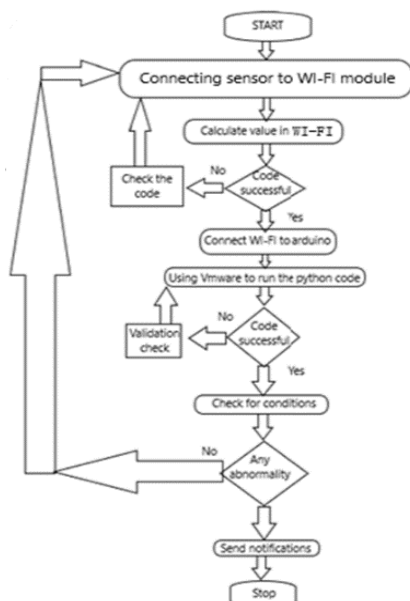 START
Connecting sensor to WI-FI module
Calculate value in WI-FI
No
Code
successful
Check the
code
Yes
Connect WI-FI to arduino
Using Vmware to run the python code
No
Code
successful
Validation
check
Yes
Check for conditions
No
Any
abnormality
Send notifications
Stop